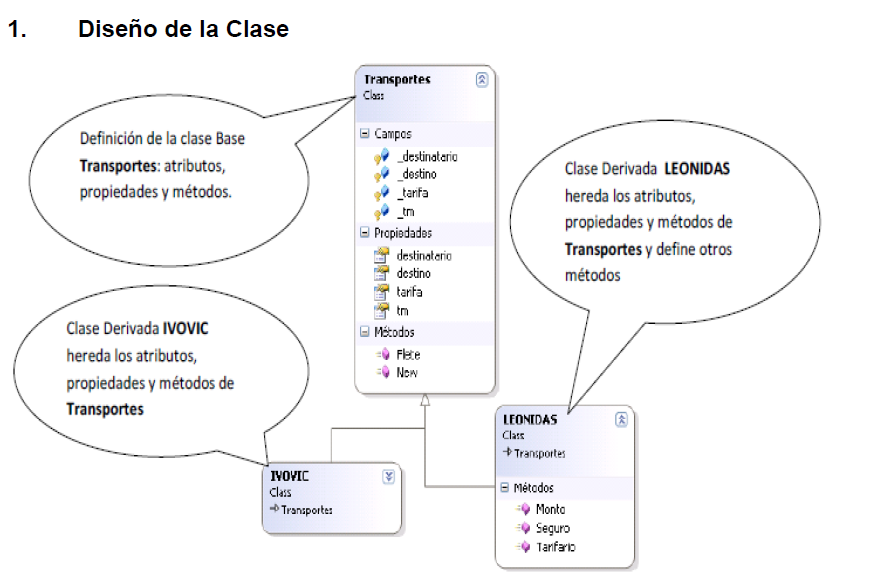 1. Diseño de la Clase
Definición de la clase Base
Transportes: atributos,
propiedades y métodos.
Transportes
Class
Campos
_destinatario
_destino
_tarifa
_tm
Propiedades
destinatario
destino
tarifa
tm
Métodos
Flete
New
Clase Derivada LEONIDAS
hereda los atributos,
propiedades y métodos de
Transportes y define otros
métodos
Clase Derivada IVOVIC
hereda los atributos,
propiedades y métodos de
Transportes
IVOVIC
Class
Transportes
LEONIDAS
Class
Transportes
Métodos
Monto
Seguro
Tarifario